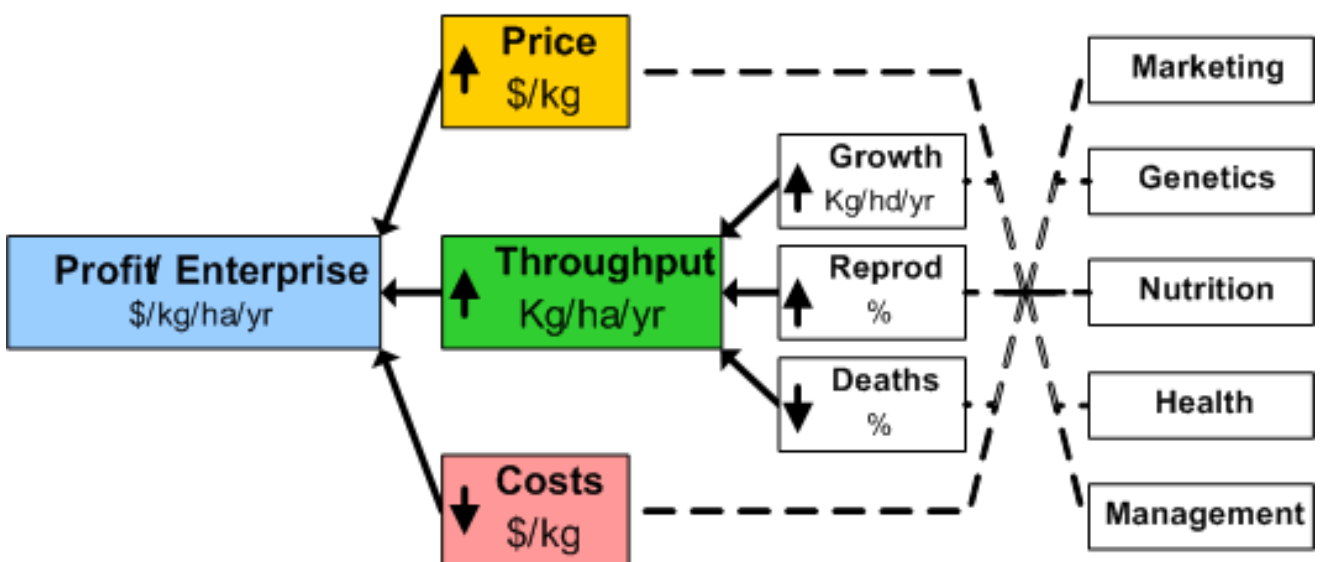 Price
$/kg
Marketing
Growth
Kg/hd/yr
Genetics
Profit/ Enterprise
$/kg/ha/yr
Throughput
Kg/ha/yr
Reprod
%
Nutrition
Deaths
%
Health
Costs
$/kg
Management